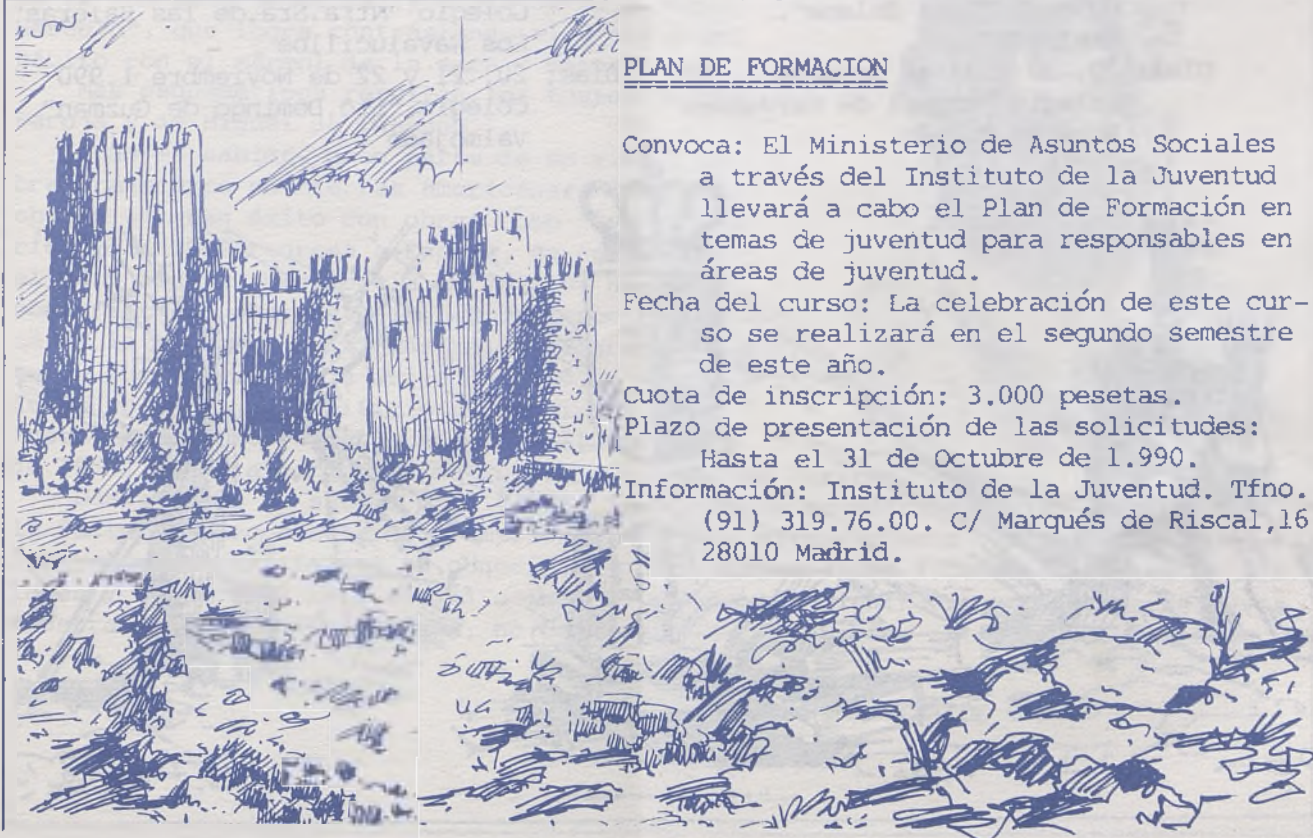 PLAN DE FORMACION
Convoca: El Ministerio de Asuntos Sociales
a través del Instituto de la Juventud
llevará a cabo el Plan de Formación en
temas de juventud para responsables en
áreas de juventud.
Fecha del curso: La celebración de este cur-
so se realizará en el segundo semestre
de este año.
Cuota de inscripción: 3.000 pesetas.
Plazo de presentación de las solicitudes:
Hasta el 31 de Octubre de 1.990.
Información: Instituto de la Juventud. Tfno.
(91) 319.76.00. C/ Marqués de Riscal,16
28010 Madrid.